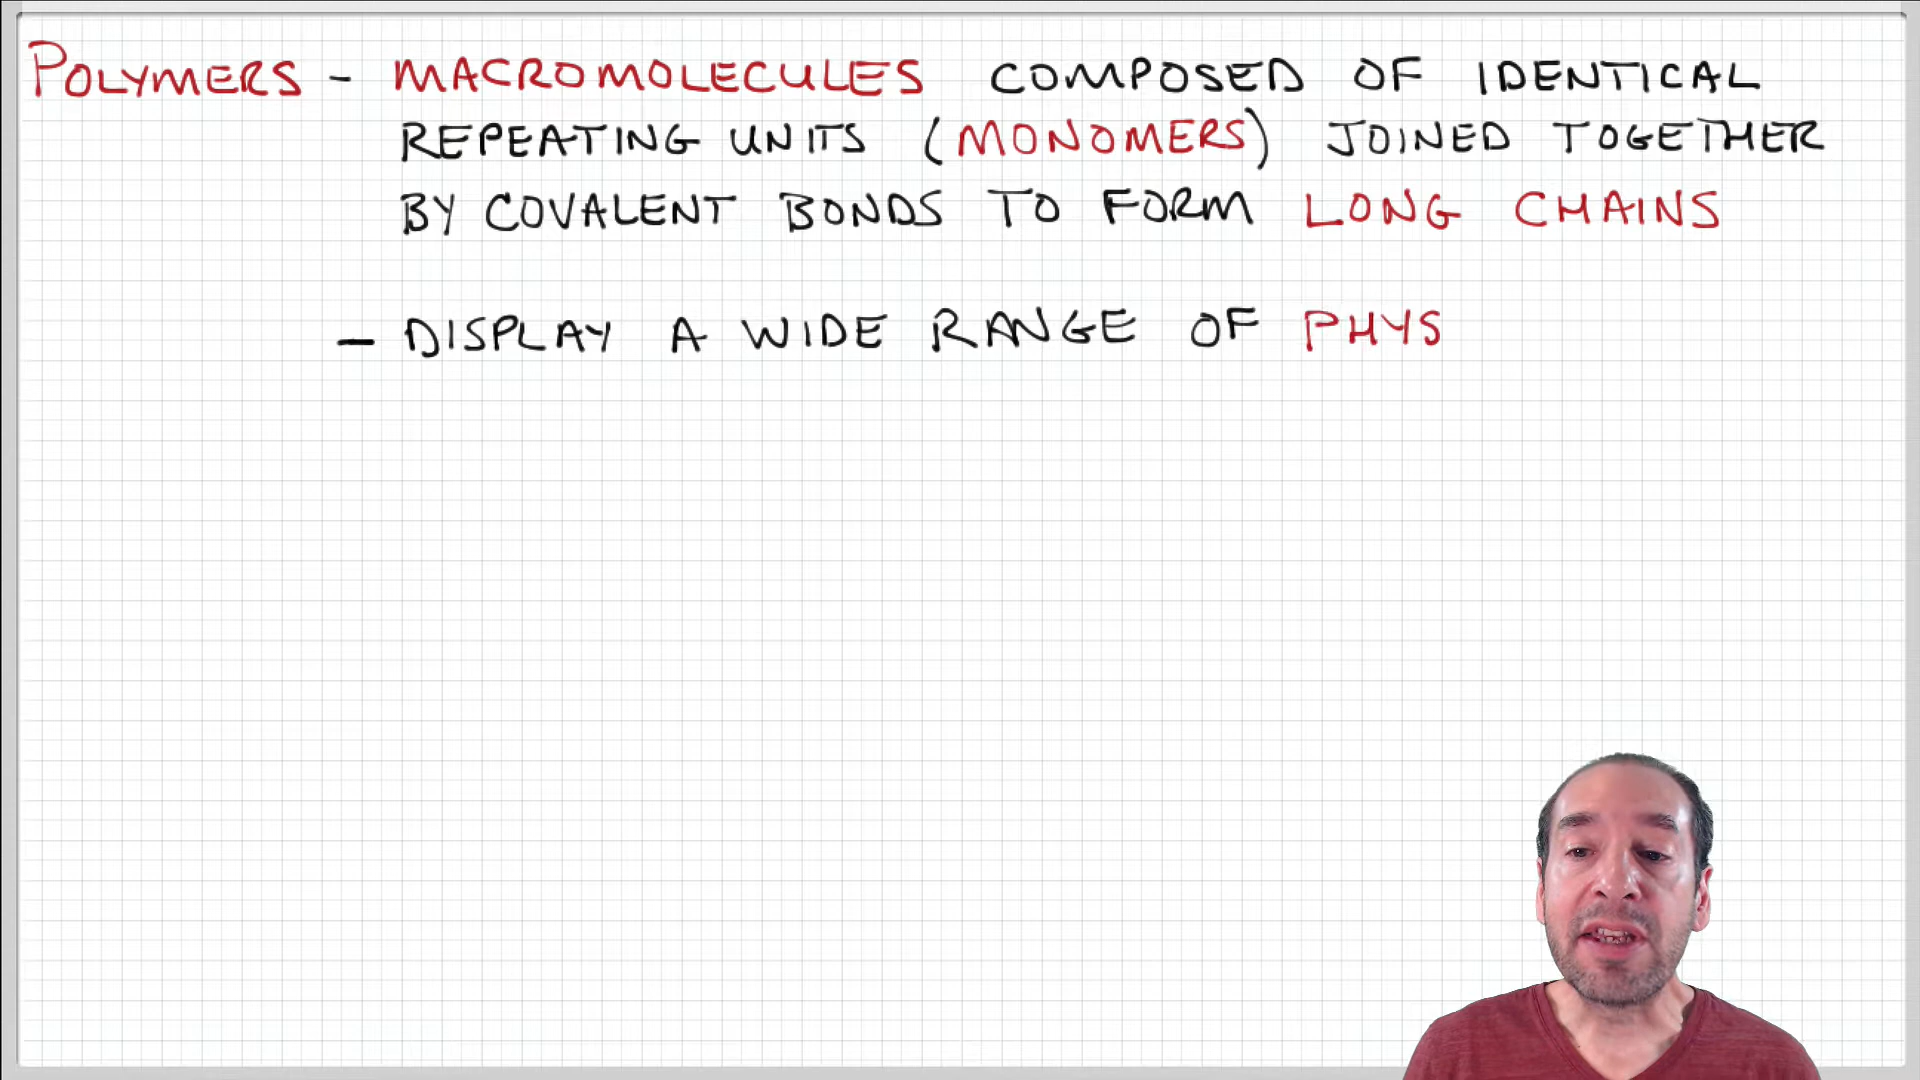 POLYMERS - MACROMOLECULES COMPOSED OF IDENTICAL
REPEATING UNITS (MONOMERS) JOINED TOGETHER
BY COVALENT BONDS TO FORM LONG CHAINS
- DISPLAY A WIDE RANGE OF PHYS